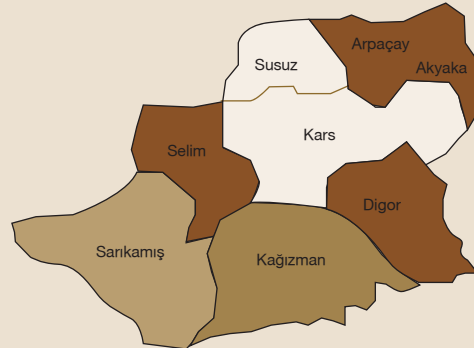 Arpaçay
Susuz
Akyaka
Kars
Selim
Digor
Sarıkamış
Kağızman